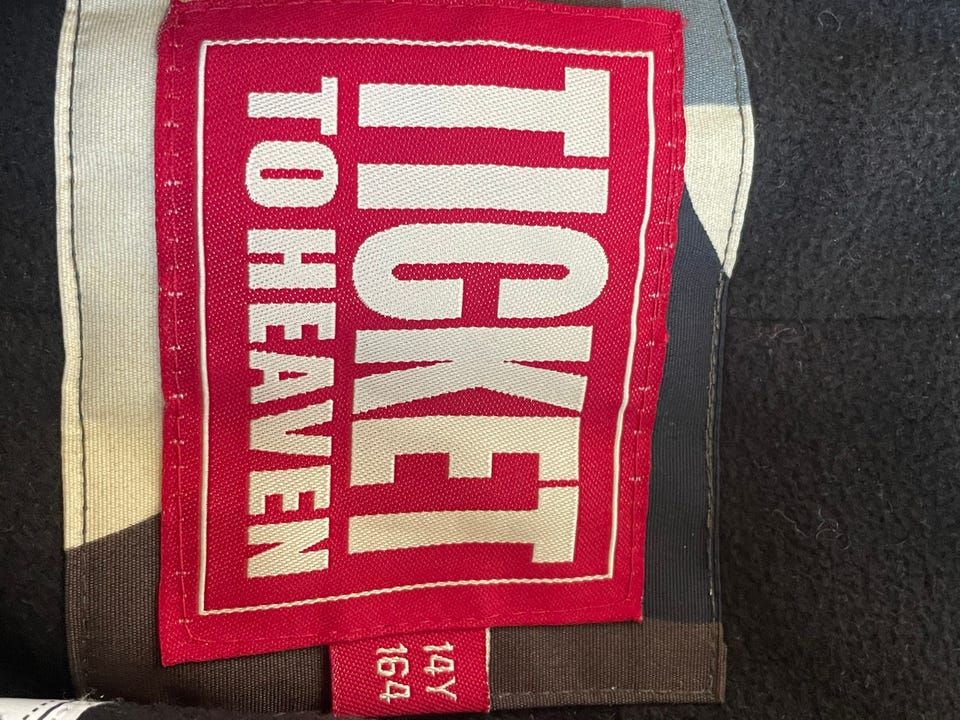 TICKET
TO HEAVEN
14Y
164